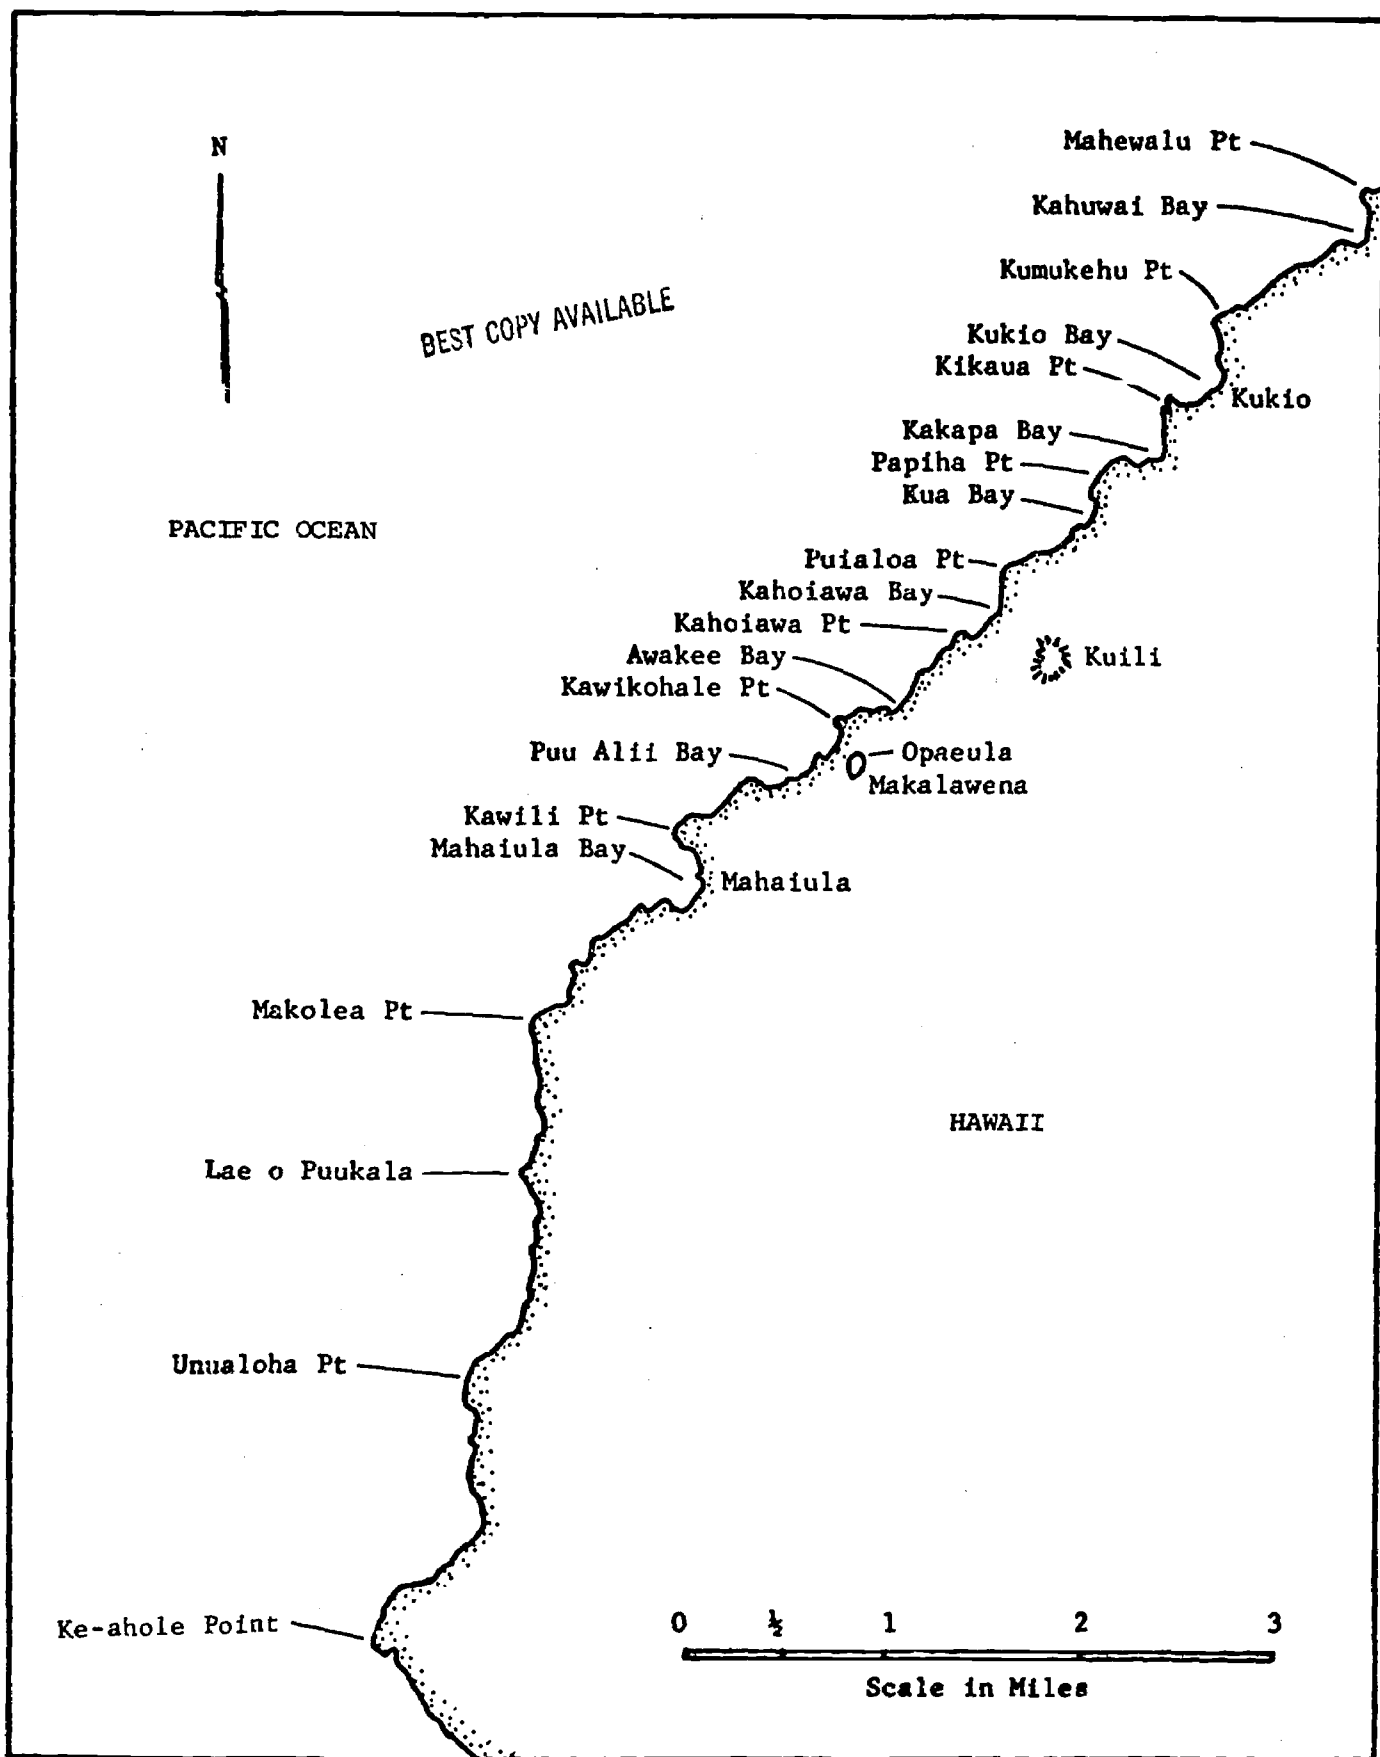 N
Mahewalu Pt
Kahuwai Bay
Kumukehu Pt
BEST COPY AVAILABLE
Kukio Bay
Kikaua Pt
Kukio
Kakapa Bay
Papiha Pt
Kua Bay
PACIFIC OCEAN
Puialoa Pt
Kahoiawa Bay
Kahoiawa Pt
Awakee Bay
Kuili
Kawikohale Pt
Puu Alii Bay
Opaeula
Makalawena
Kawili Pt
Mahaiula Bay
Mahaiula
Makolea Pt
HAWAII
Lae o Puukala
Unualoha Pt
Ke-ahole Point
0 ½ 1 2 3
Scale in Miles